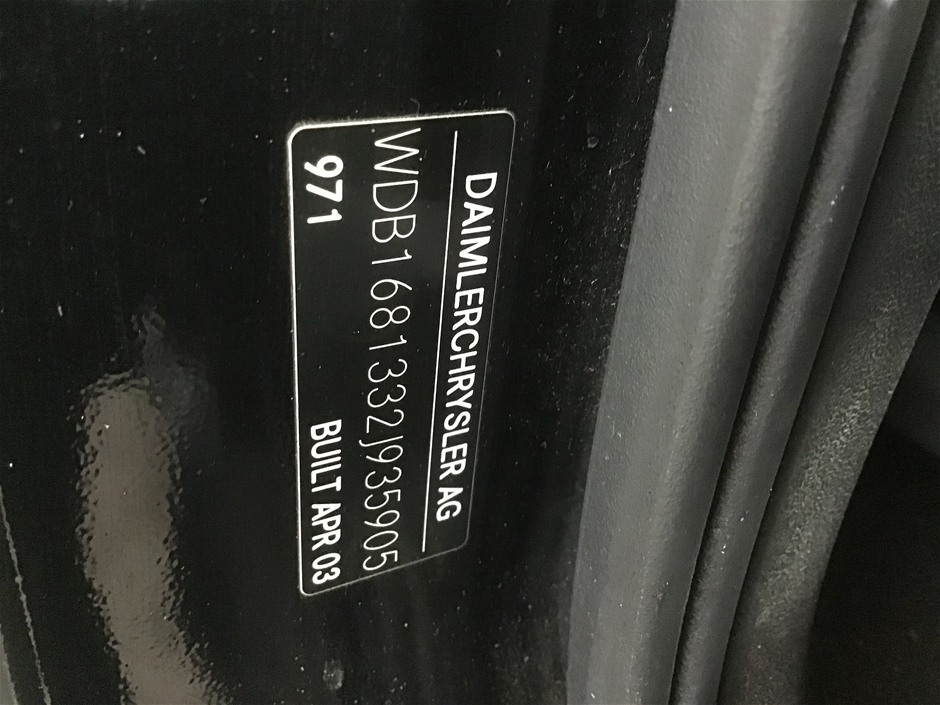 DAIMLERCHRYSLER AG
WDB1681332J935905
971 BUILT APR 03